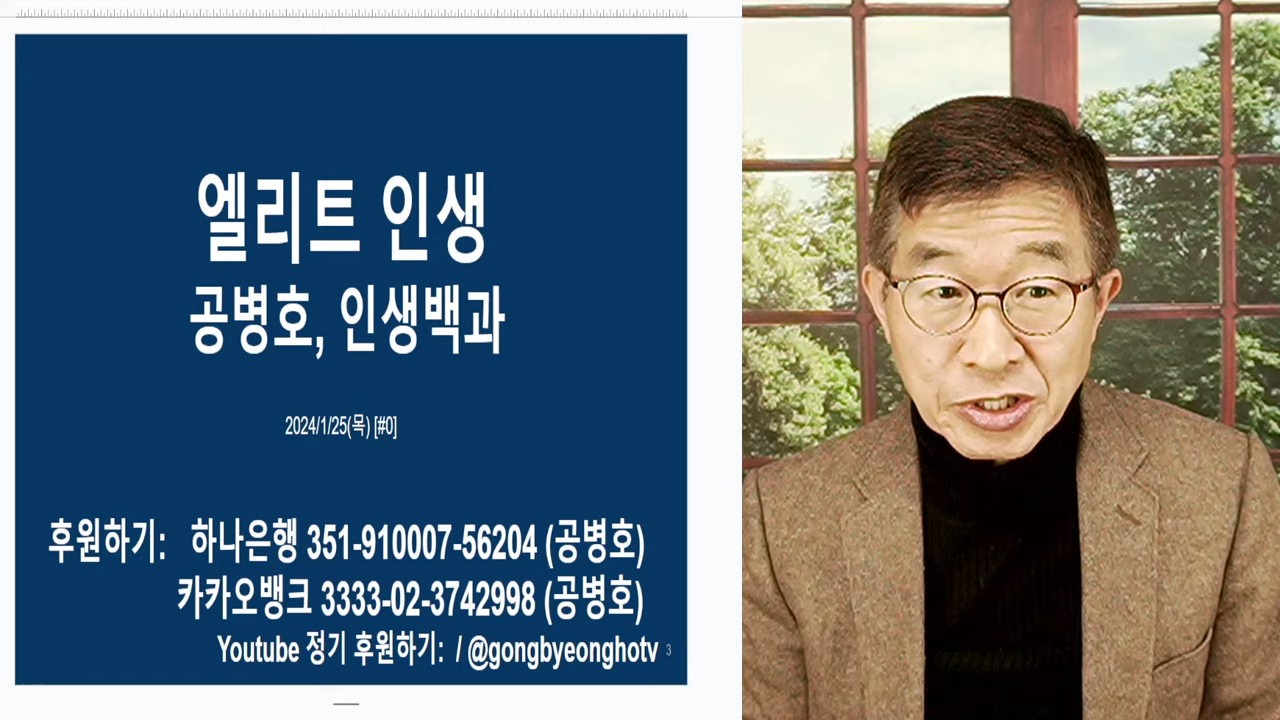 엘리트 인생
공병호, 인생백과
2024/1/25(목) [#0]
후원하기: 하나은행 351-910007-56204 (공병호)
카카오뱅크 3333-02-3742998 (공병호)
Youtube 정기 후원하기: / @gongbyeonghotv
3